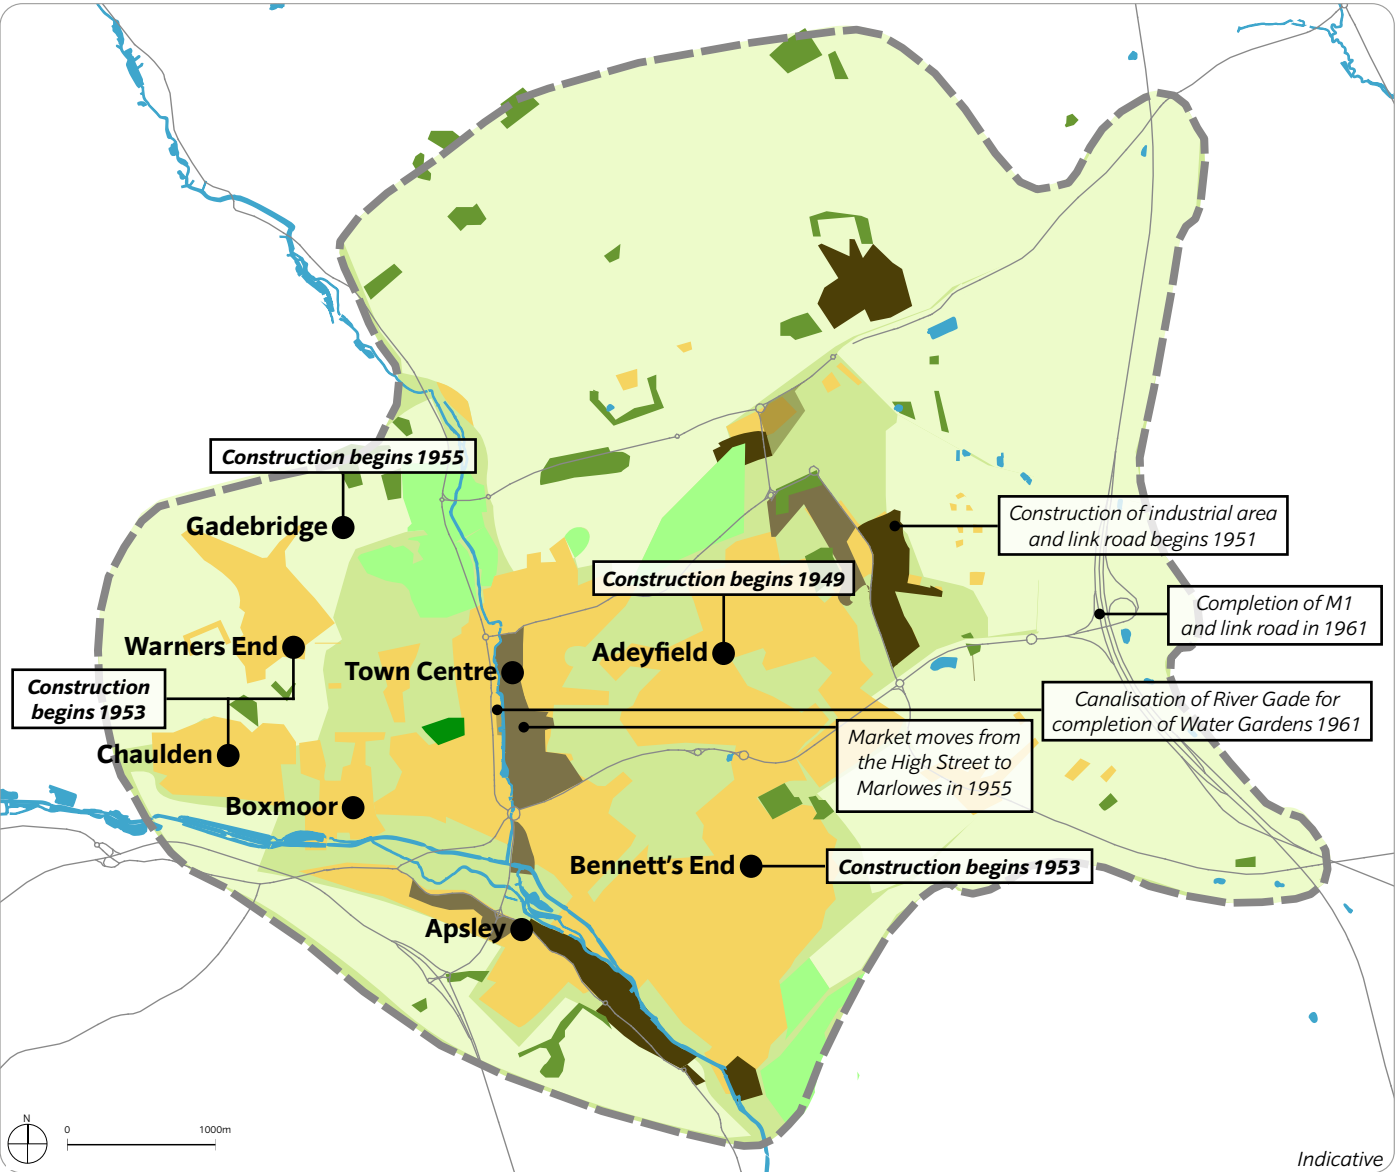 Construction begins 1955
Gadebridge
Construction of industrial area
and link road begins 1951
Construction begins 1949
Completion of M1
and link road in 1961
Warners End
Adeyfield
Town Centre
Construction
begins 1953
Canalisation of River Gade for
completion of Water Gardens 1961
Market moves from
the High Street to
Marlowes in 1955
Chaulden
Boxmoor
Bennett's End
Construction begins 1953
Apsley
N
0
1000m
Indicative